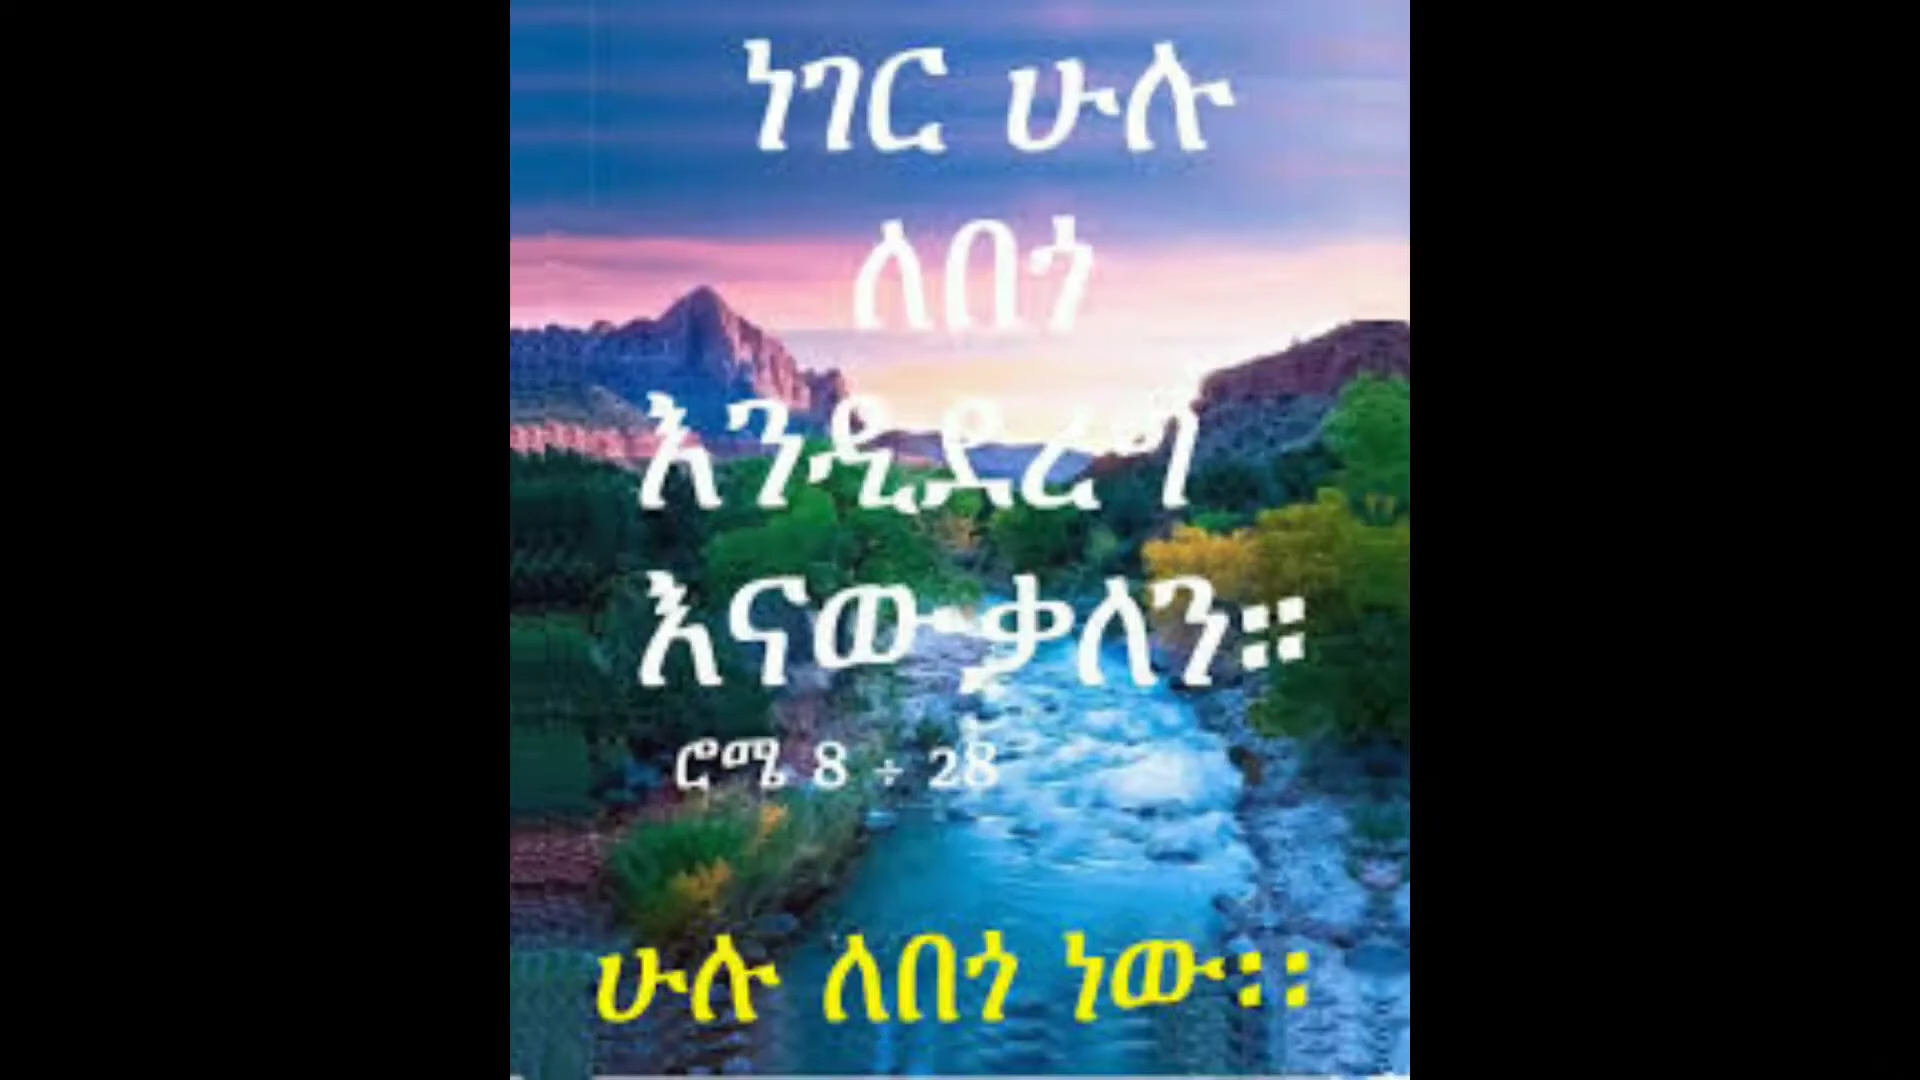 ነገር ሁሉ
ለበጎ
እንዲደረግ
እናውቃለን።
ሮሜ 8 ÷ 28
ሁሉ ለበጎ ነው፡፡